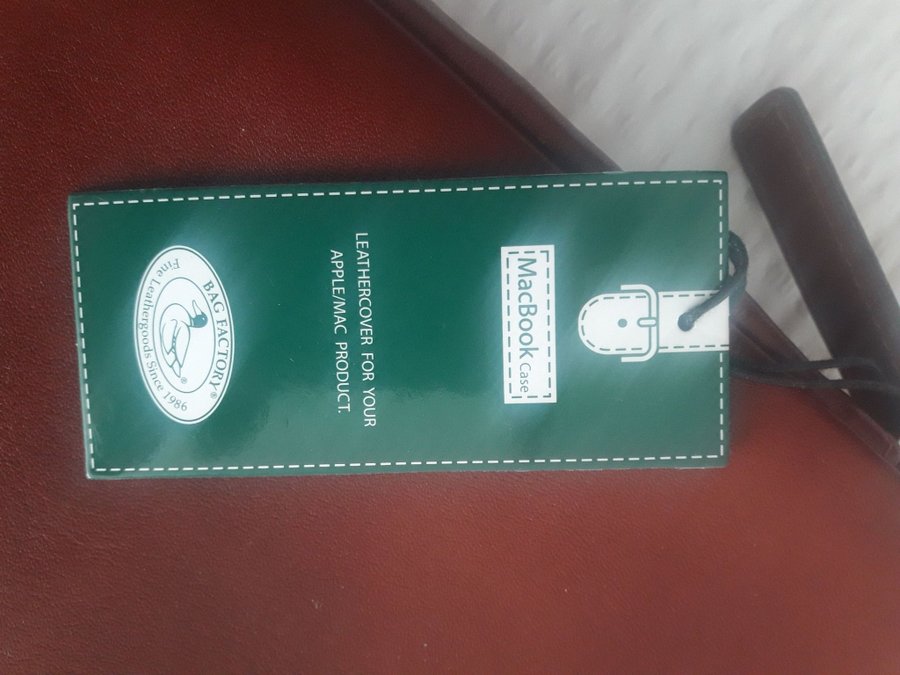 MacBook Case
LEATHERCOVER FOR YOUR
APPLE/MAC PRODUCT.
BAG FACTORY®
®
Fine Leathergoods Since 1986